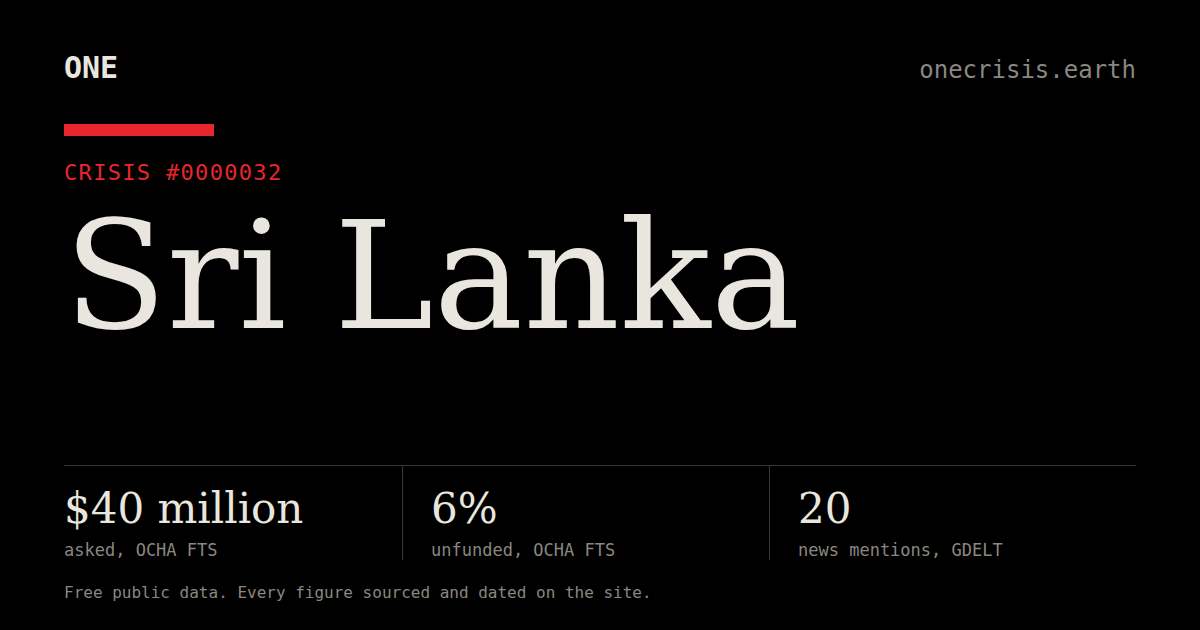 ONE
onecrisis.earth
CRISIS #0000032
Sri Lanka
$40 million
asked, OCHA FTS
6%
unfunded, OCHA FTS
20
news mentions, GDELT
Free public data. Every figure sourced and dated on the site.